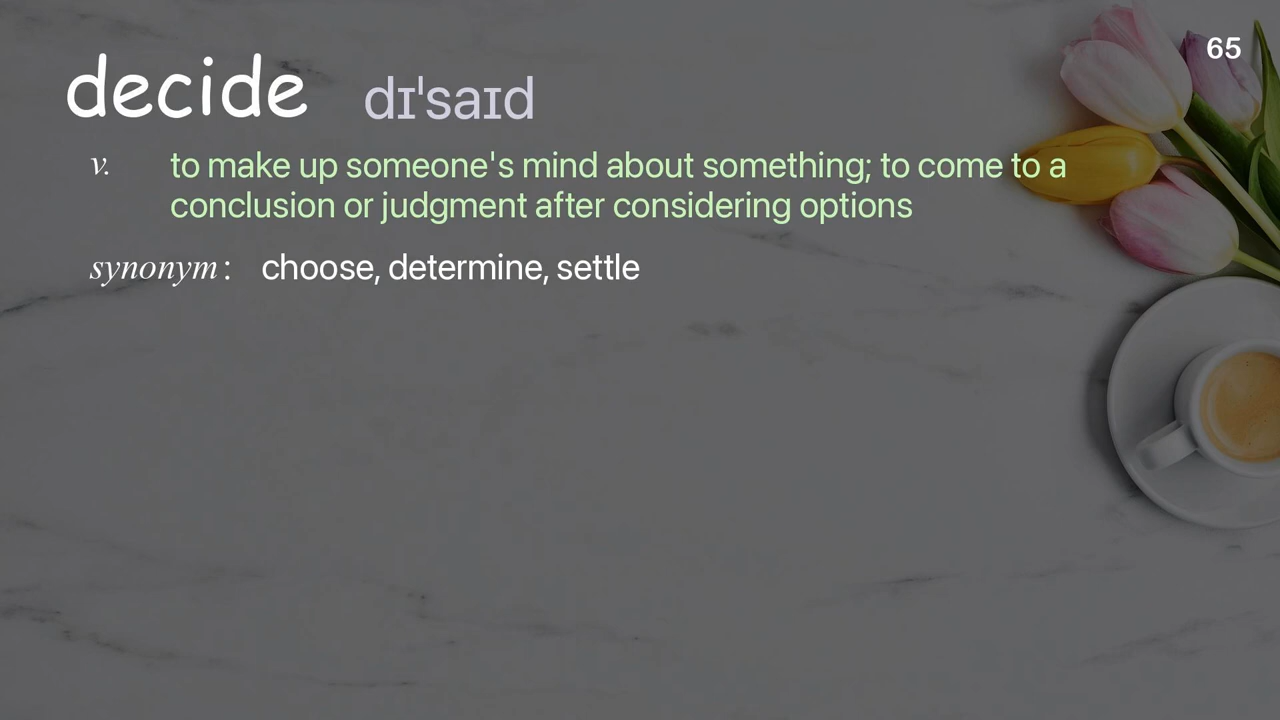 65
decide dɪˈsaɪd
v. to make up someone's mind about something; to come to a
conclusion or judgment after considering options
synonym: choose, determine, settle